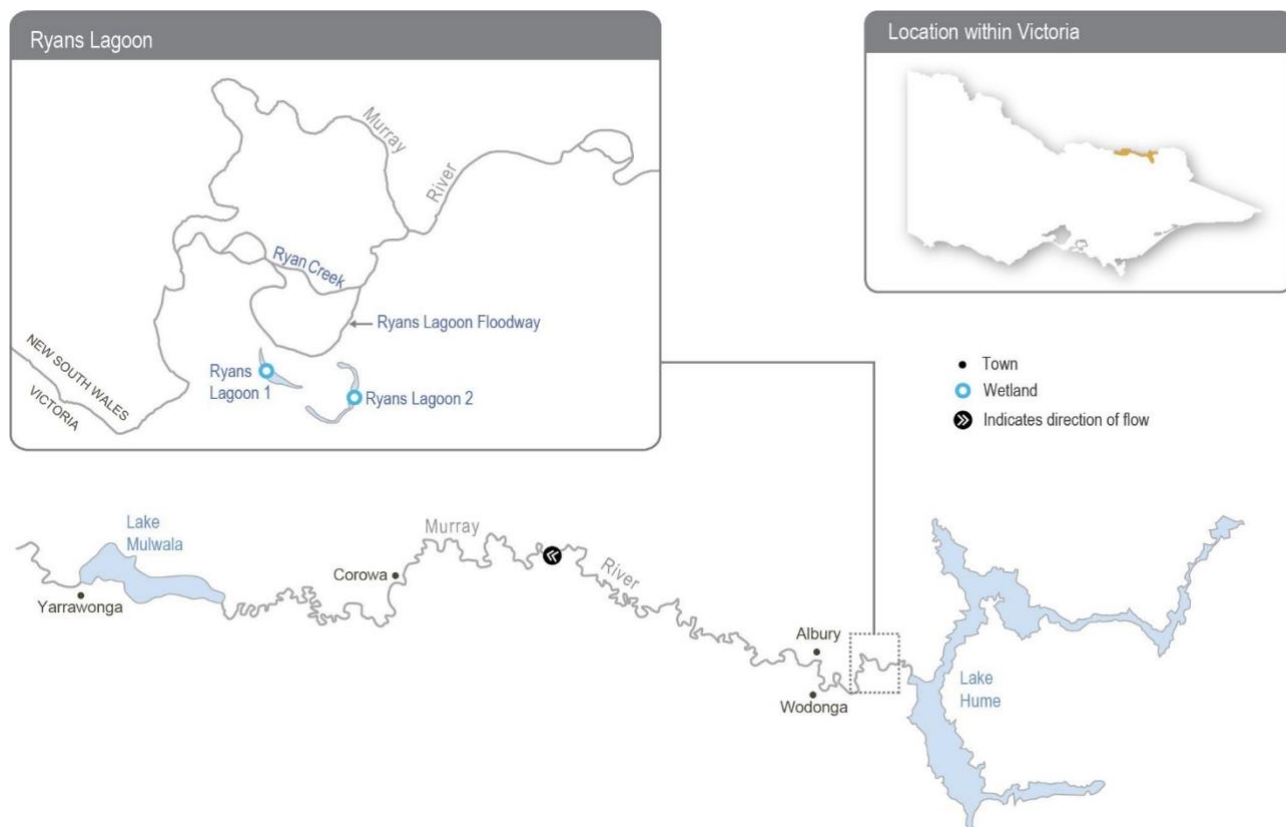 Ryans Lagoon
Murray
River
Ryan Creek
Ryans Lagoon Floodway
Ryans
Lagoon 1
Ryans Lagoon 2
NEW SOUTH WALES
VICTORIA
Location within Victoria
Town
Wetland
Indicates direction of flow
Lake
Mulwala
Yarrawonga
Corowa
Murray
River
Albury
Wodonga
Lake
Hume